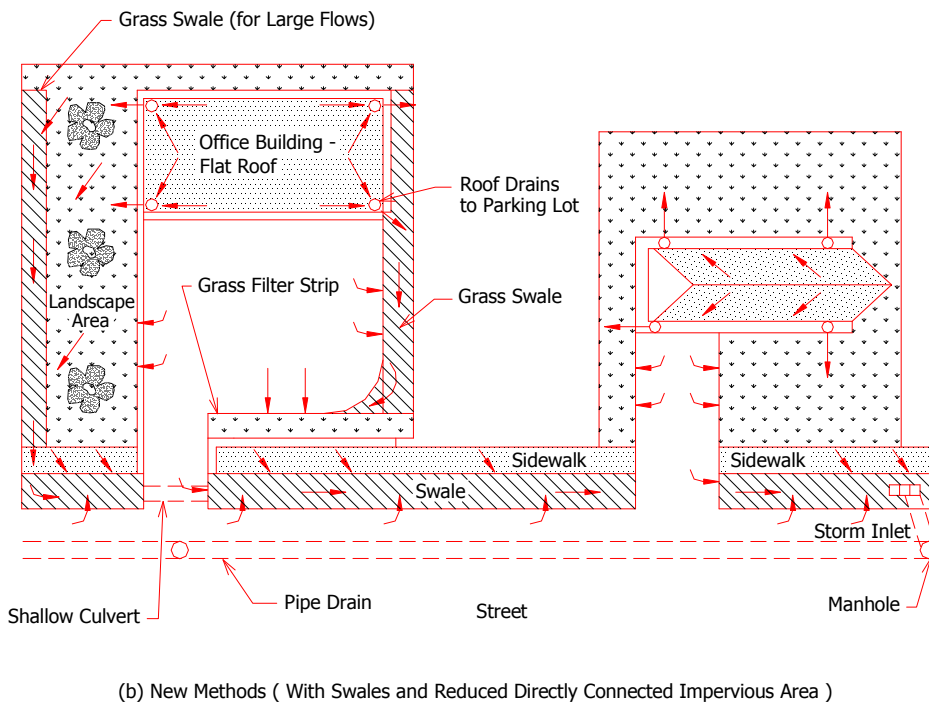 Grass Swale (for Large Flows)
Office Building -
Flat Roof
Roof Drains
to Parking Lot
Grass Filter Strip
Grass Swale
Landscape
Area
Sidewalk
Sidewalk
Swale
Storm Inlet
Pipe Drain
Shallow Culvert
Street
Manhole
(b) New Methods ( With Swales and Reduced Directly Connected Impervious Area )